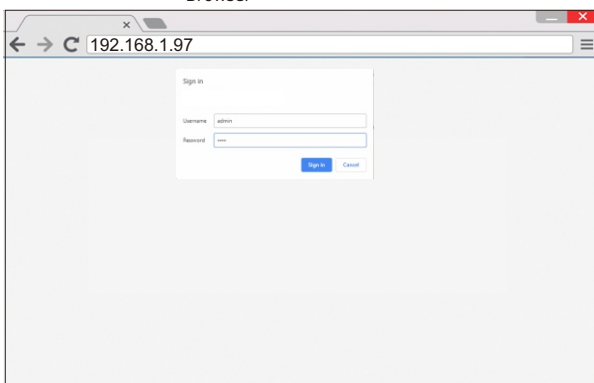 Browser
192.168.1.97
Sign in
Username admin
Password ••••
Sign in Cancel